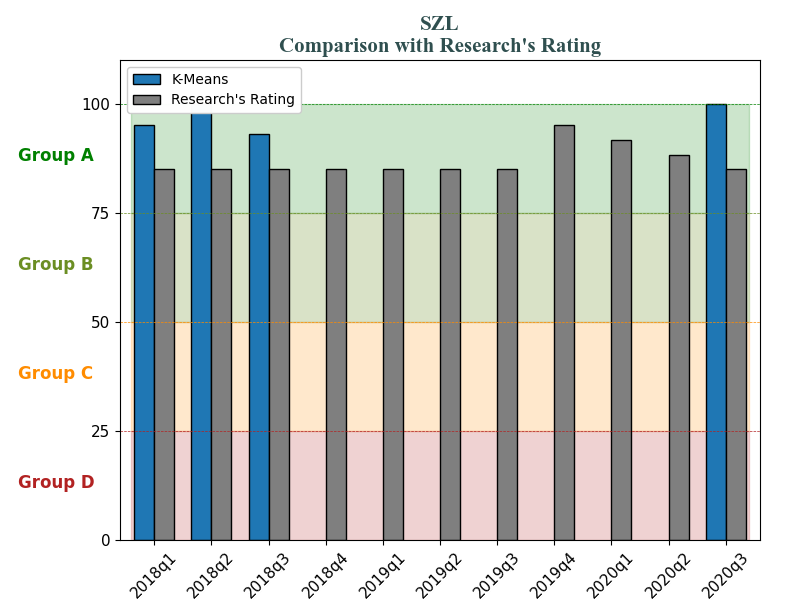 SZL
Comparison with Research's Rating
K-Means
Research's Rating
100
Group A
75
Group B
50
Group C
25
Group D
0
2018q1
2018q2
2018q3
2018q4
2019q1
2019q2
2019q3
2019q4
2020q1
2020q2
2020q3